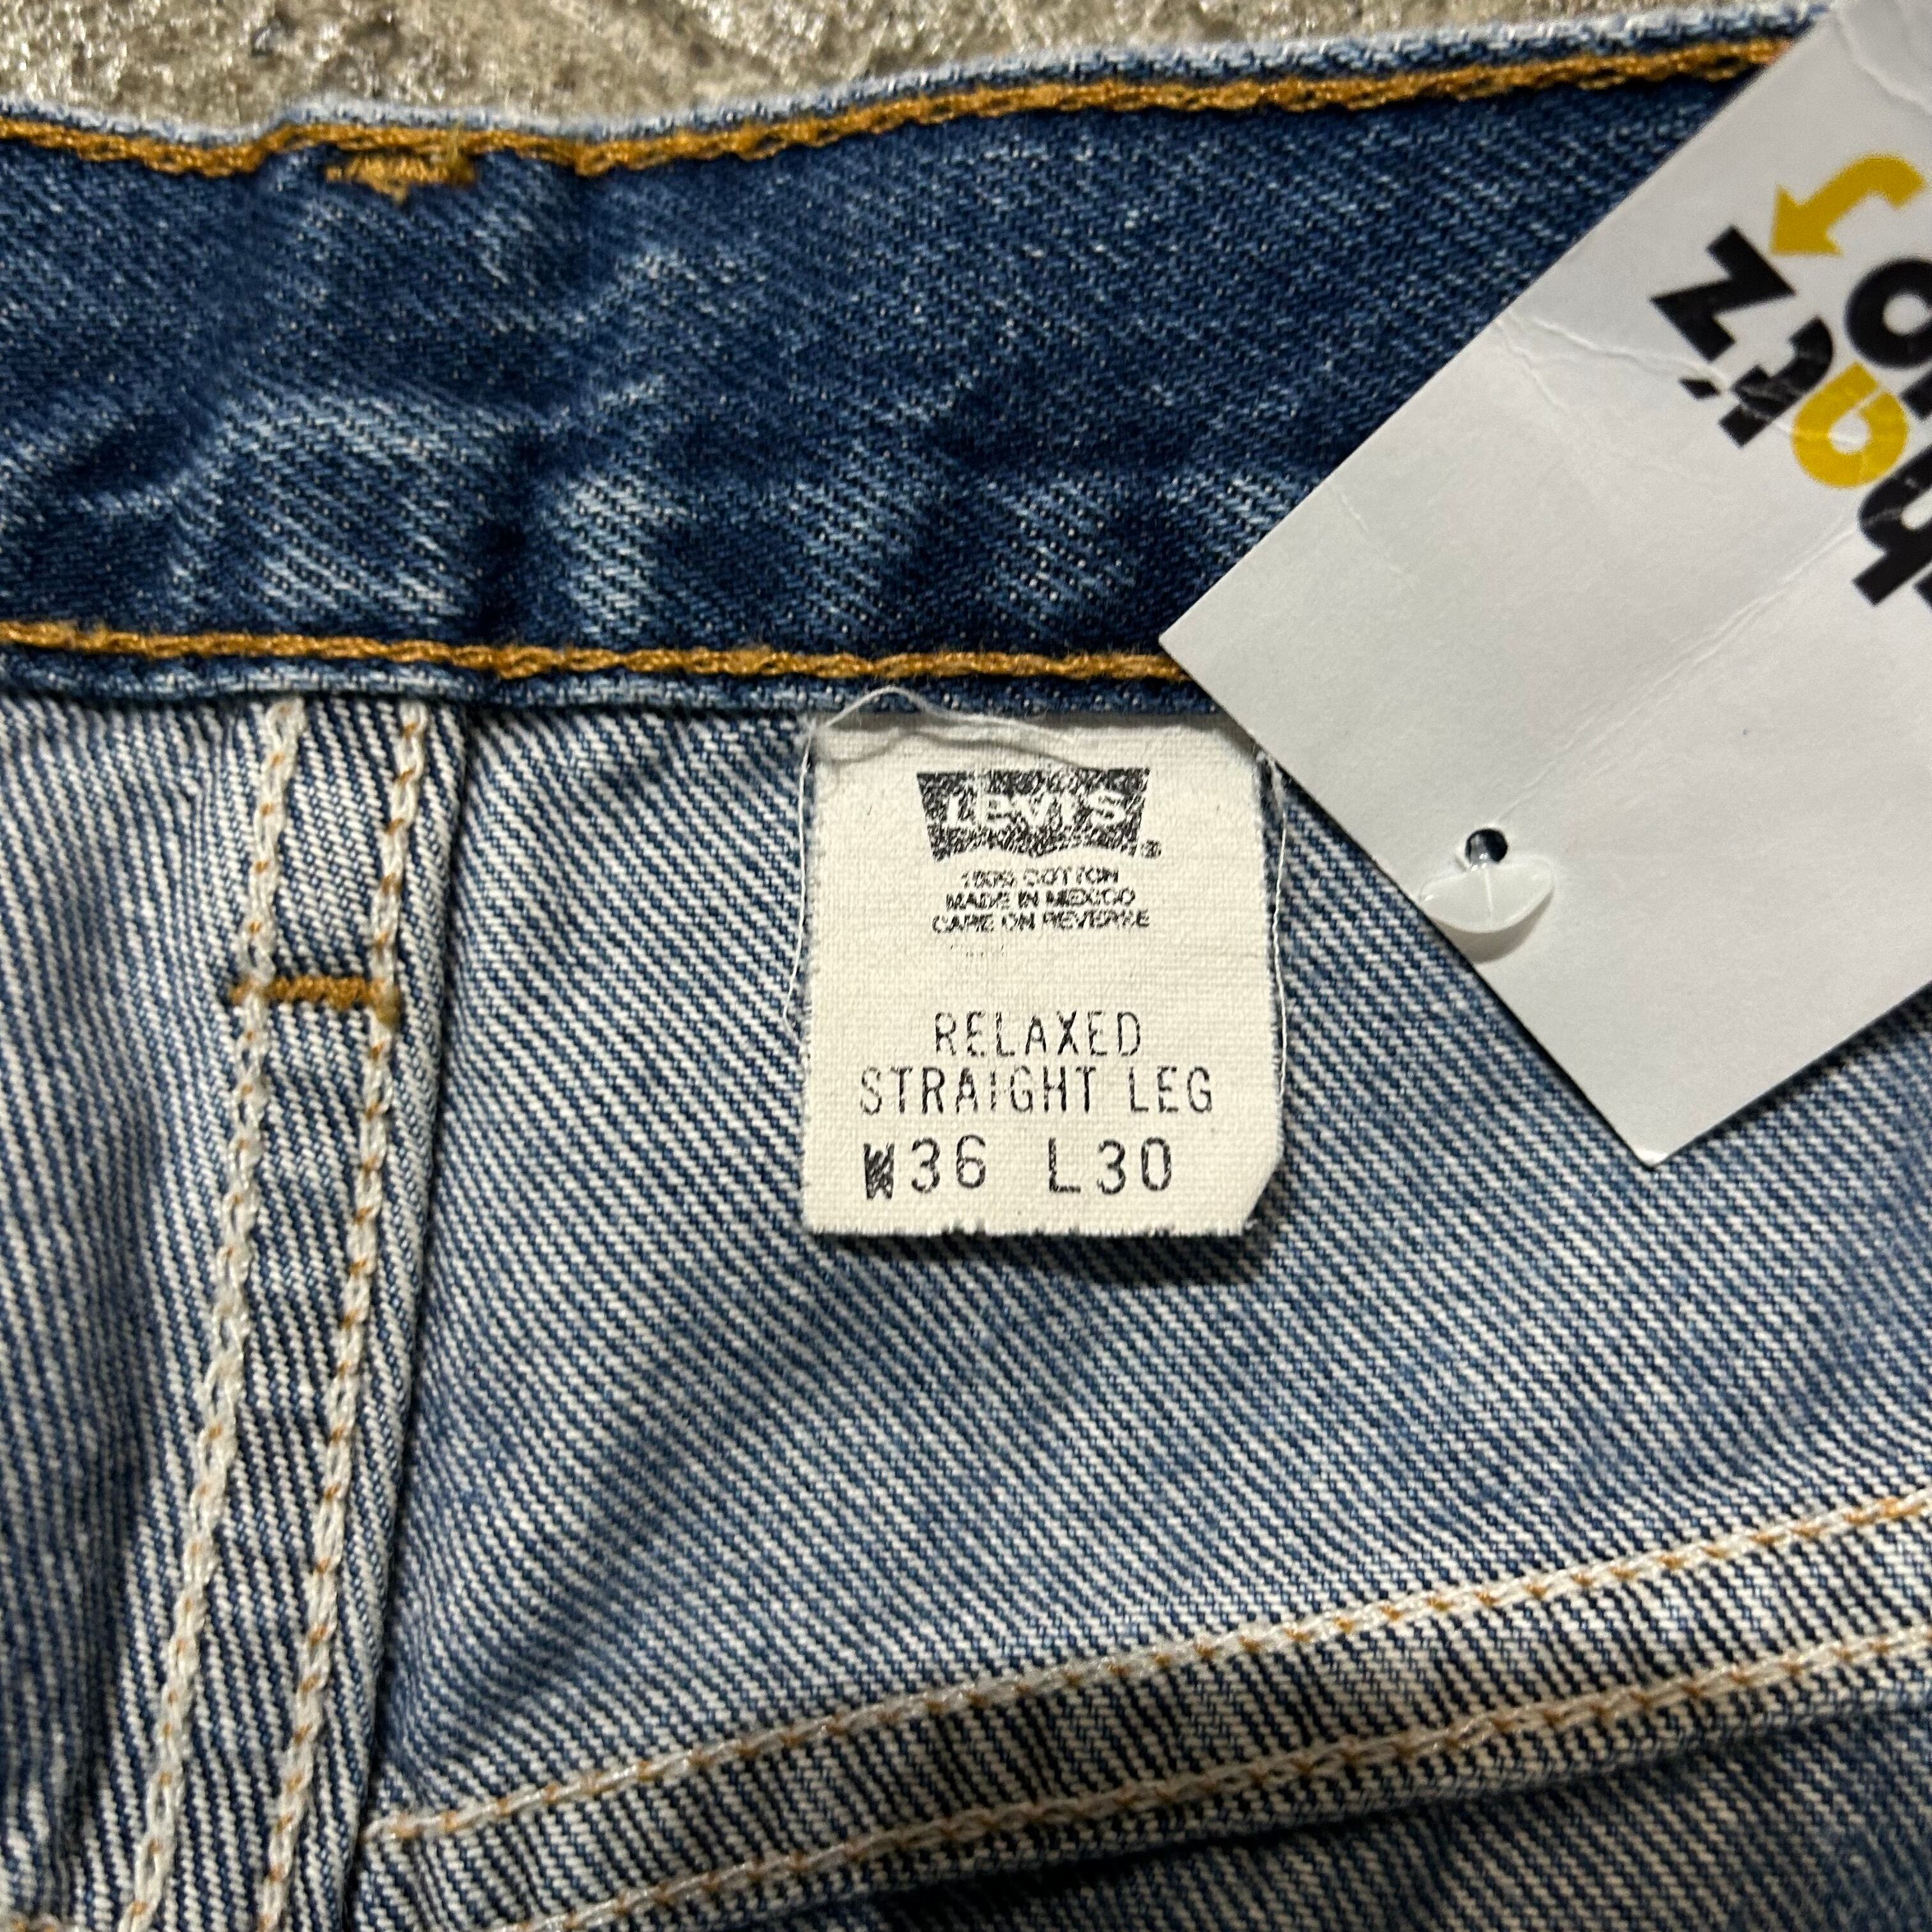 LEVI'S
100% COTTON
MADE IN MEXICO
CARE ON REVERSE
RELAXED
STRAIGHT LEG
W36 L30